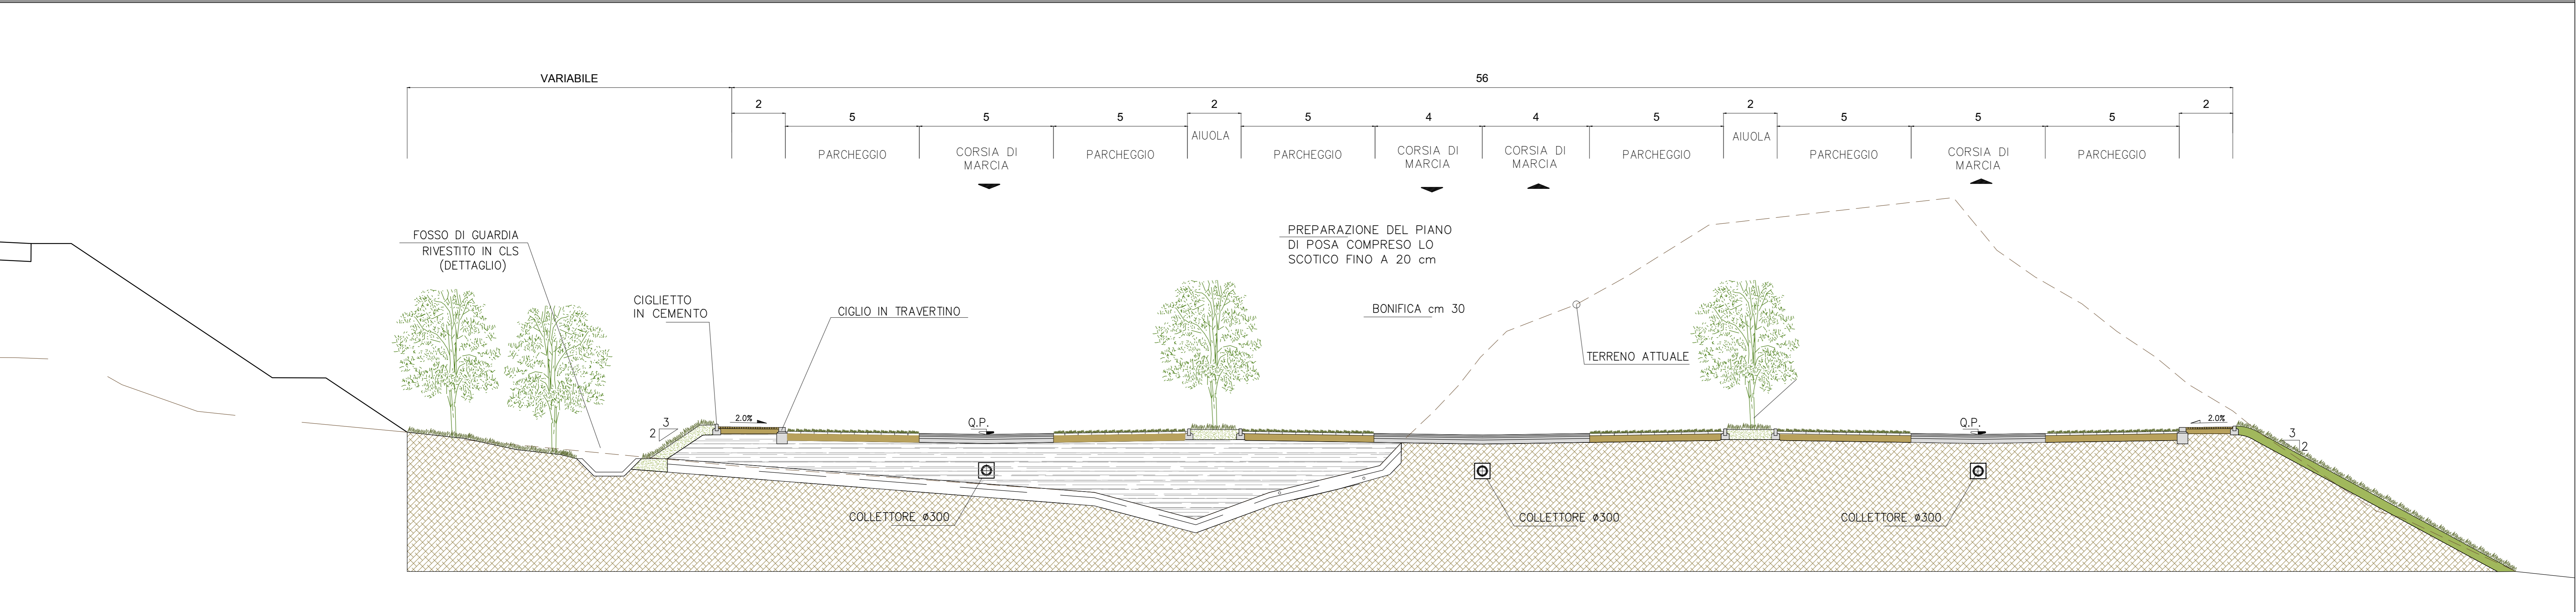 VARIABILE
56
2
2
2
2
5
5
5
5
4
4
5
5
5
5
AIUOLA
AIUOLA
PARCHEGGIO
CORSIA DI
MARCIA
PARCHEGGIO
PARCHEGGIO
CORSIA DI
MARCIA
CORSIA DI
MARCIA
PARCHEGGIO
PARCHEGGIO
CORSIA DI
MARCIA
PARCHEGGIO
FOSSO DI GUARDIA
RIVESTITO IN CLS
(DETTAGLIO)
PREPARAZIONE DEL PIANO
DI POSA COMPRESO LO
SCOTICO FINO A 20 cm
CIGLIETTO
IN CEMENTO
CIGLIO IN TRAVERTINO
BONIFICA cm 30
TERRENO ATTUALE
3
2
2.0%
Q.P.
Q.P.
2.0%
3
2
COLLETTORE ø300
COLLETTORE ø300
COLLETTORE ø300